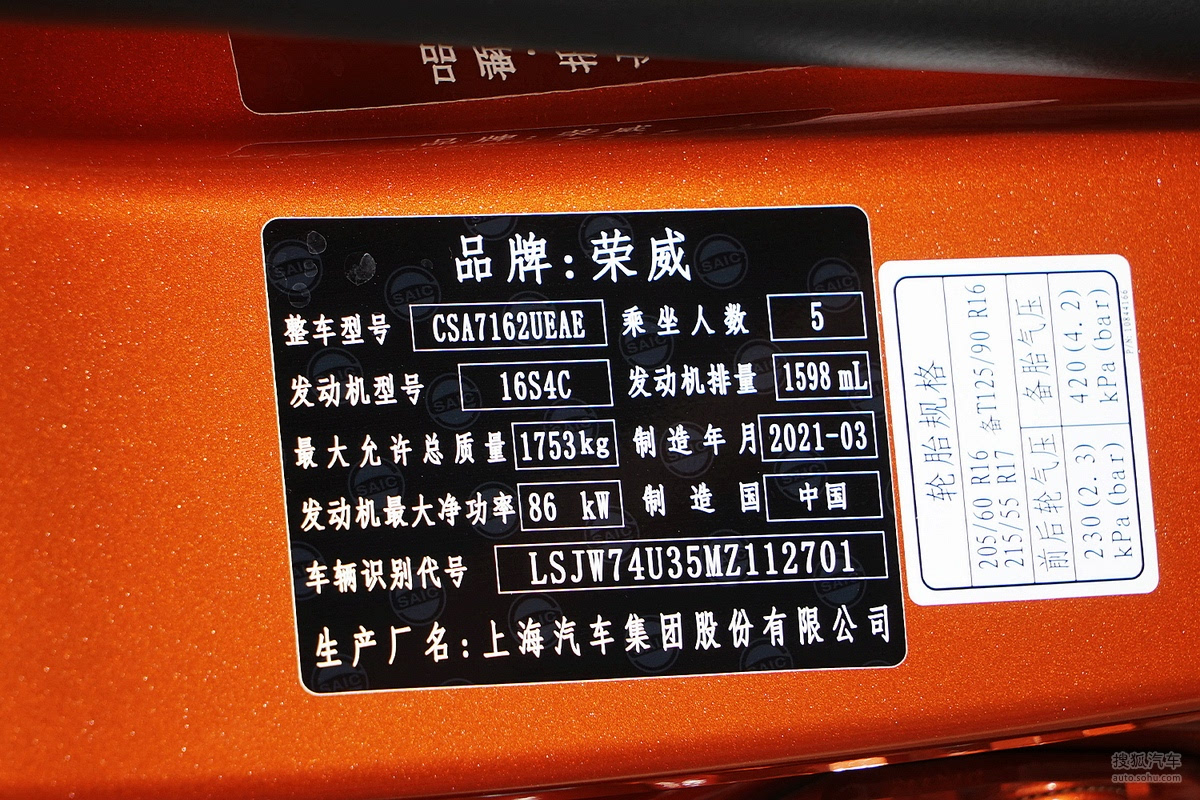 品牌:荣威
整车型号 CSA7162UEAE 乘坐人数 5
发动机型号 16S4C 发动机排量 1598 mL
最大允许总质量 1753kg 制造年月 2021-03
发动机最大净功率 86 kW 制造国 中国
车辆识别代号 LSJW74U35MZ112701
生产厂名:上海汽车集团股份有限公司
轮胎规格
205/60 R16 备T125/90 R16
215/55 R17
前后轮气压 备胎气压
230(2.3) 420(4.2)
kPa(bar) kPa(bar)
SAIC
搜狐汽车
auto.sohu.com